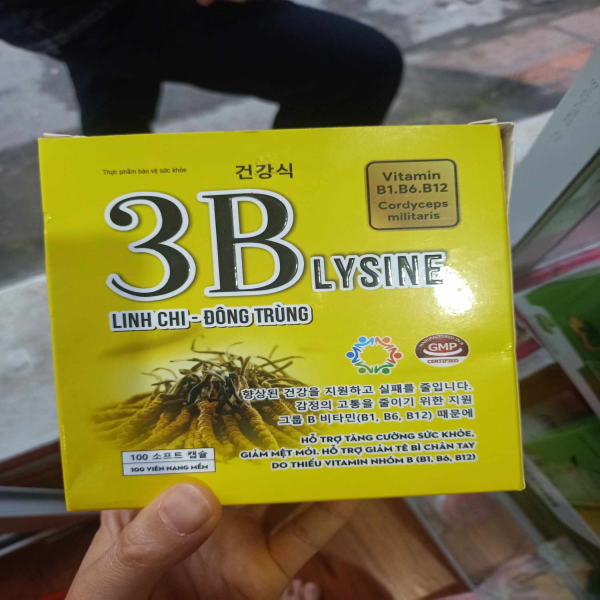 Thực phẩm bảo vệ sức khỏe
건강식
Vitamin
B1.B6.B12
Cordyceps
militaris
3B LYSINE
LINH CHI - ĐÔNG TRÙNG
GMP
CERTIFIED
향상된 건강을 지원하고 실패를 줄입니다.
감정의 고통을 줄이기 위한 지원
그룹 B 비타민(B1, B6, B12) 때문에
HỖ TRỢ TĂNG CƯỜNG SỨC KHỎE,
GIẢM MỆT MỎI. HỖ TRỢ GIẢM TÊ BÌ CHÂN TAY
DO THIẾU VITAMIN NHÓM B (B1, B6, B12)
100 소프트 캡슐
100 VIÊN NANG MỀM